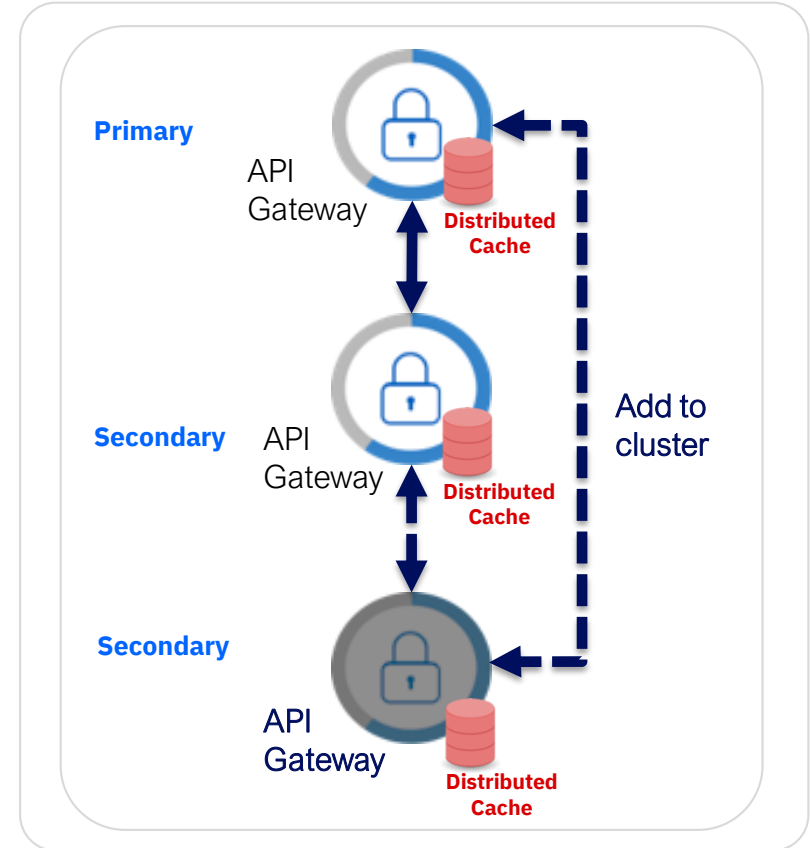 Primary
API
Gateway
Distributed
Cache
Add to
cluster
Secondary
API
Gateway
Distributed
Cache
Secondary
API
Gateway
Distributed
Cache